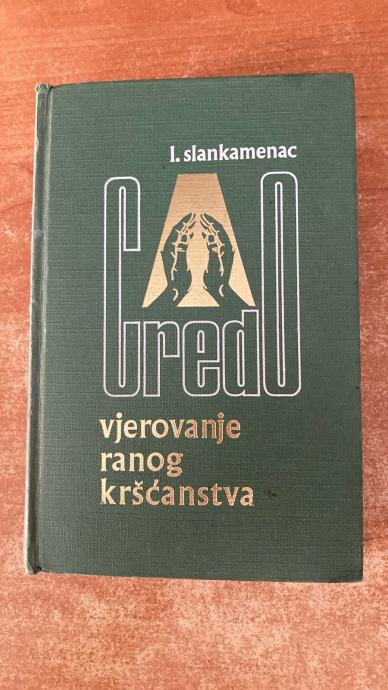 I. slankamenac
CredO
vjerovanje
ranog
kršćanstva